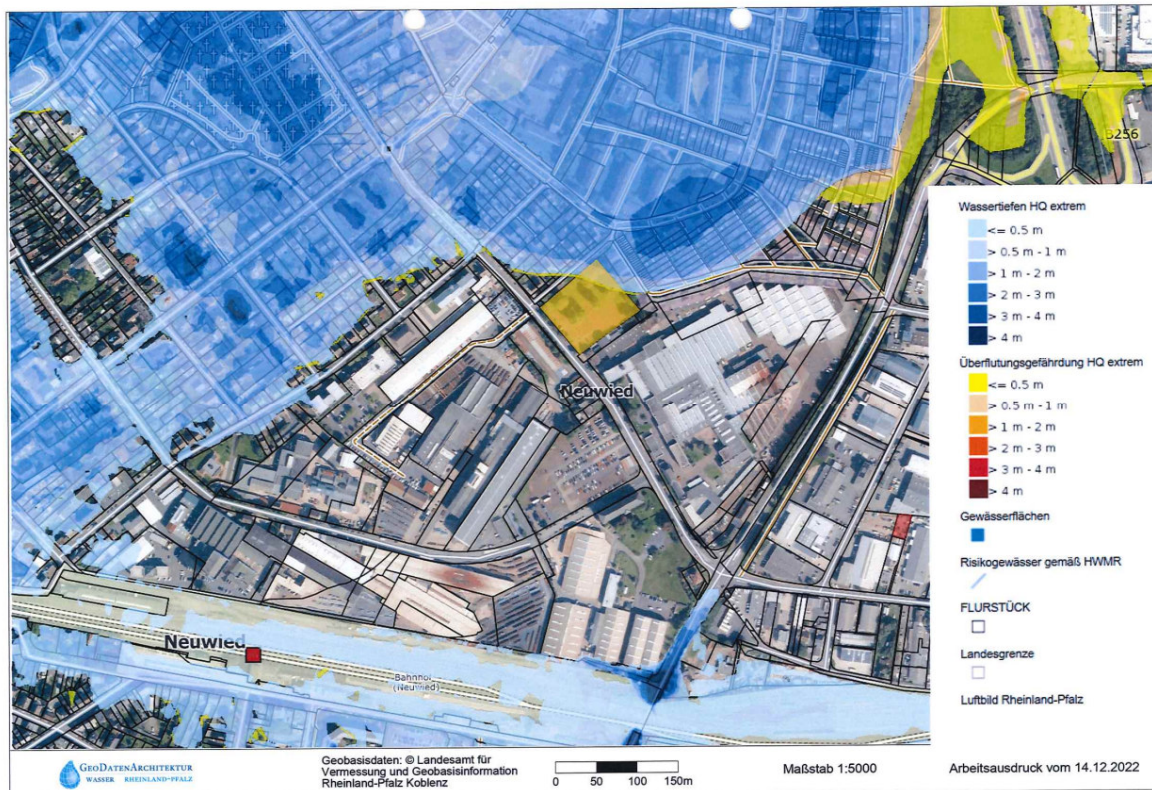 B256
Neuwied
Neuwied
Bahnhof
(Neuwied)
Wassertiefen HQ extrem
<= 0.5 m
> 0.5 m - 1 m
> 1 m - 2 m
> 2 m - 3 m
> 3 m - 4 m
> 4 m
Überflutungsgefährdung HQ extrem
<= 0.5 m
> 0.5 m - 1 m
> 1 m - 2 m
> 2 m - 3 m
> 3 m - 4 m
> 4 m
Gewässerflächen
Risikogewässer gemäß HWMR
FLURSTÜCK
Landesgrenze
Luftbild Rheinland-Pfalz
GEODATENARCHITEKTUR
WASSER RHEINLAND-PFALZ
Geobasisdaten: © Landesamt für
Vermessung und Geobasisinformation
Rheinland-Pfalz Koblenz
0 50 100 150m
Maßstab 1:5000
Arbeitsausdruck vom 14.12.2022